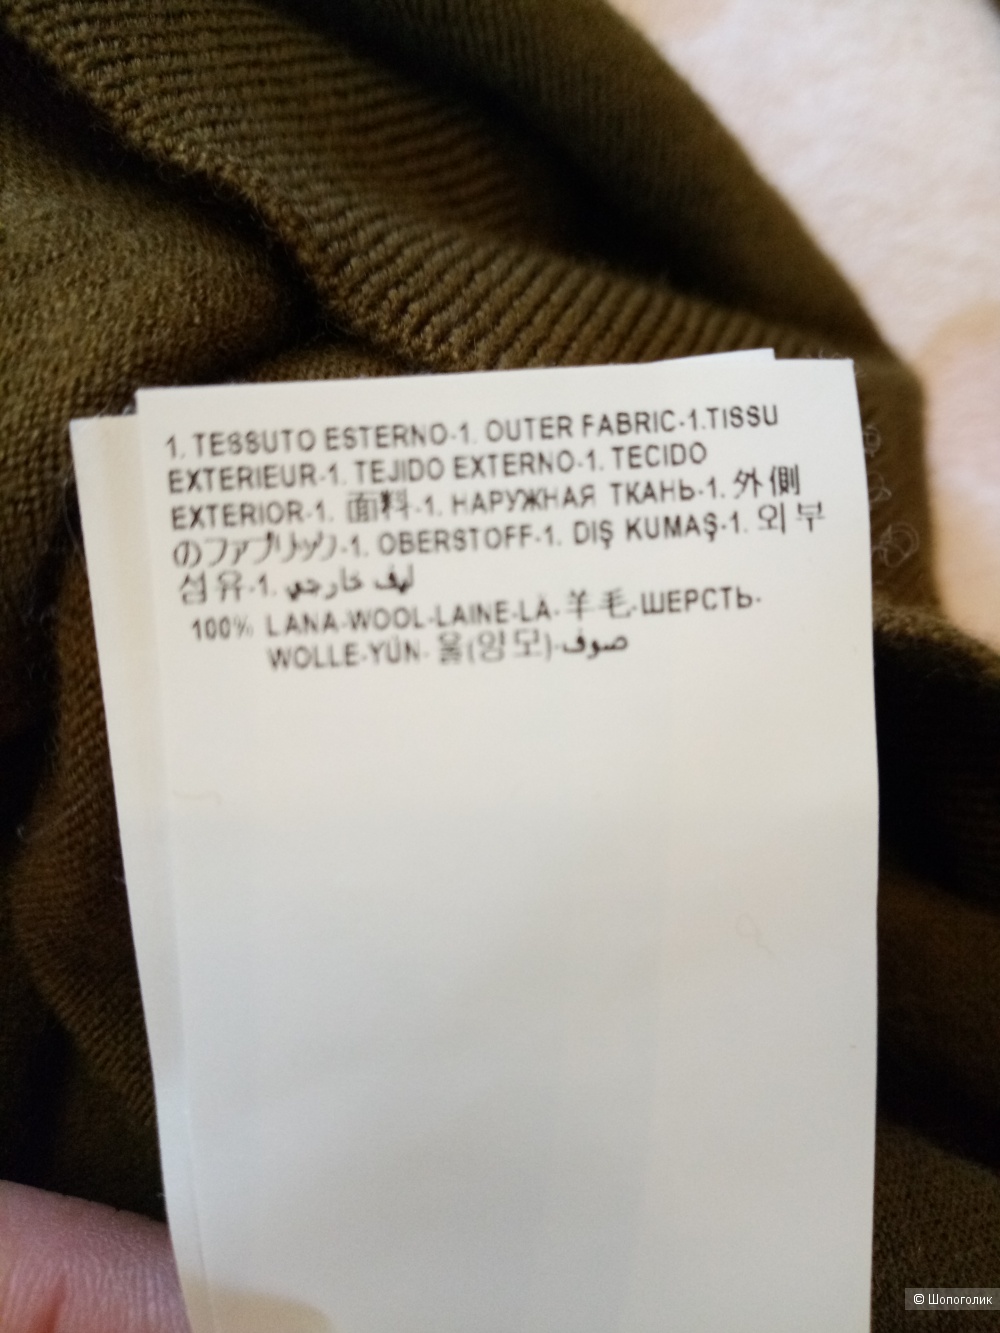 1. TESSUTO ESTERNO-1. OUTER FABRIC-1.TISSU
EXTERIEUR-1. TEJIDO EXTERNO-1. TECIDO
EXTERIOR-1. 面料-1. НАРУЖНАЯ ТКАНЬ-1. 外側
のファブリック-1. OBERSTOFF-1. DIŞ KUMAŞ-1. 외부
섬유-1. ليف خارجي
100% LANA-WOOL-LAINE-LÃ-羊毛-ШЕРСТЬ-
WOLLE-YÜN-울(양모)-صوف
© Шопоголик